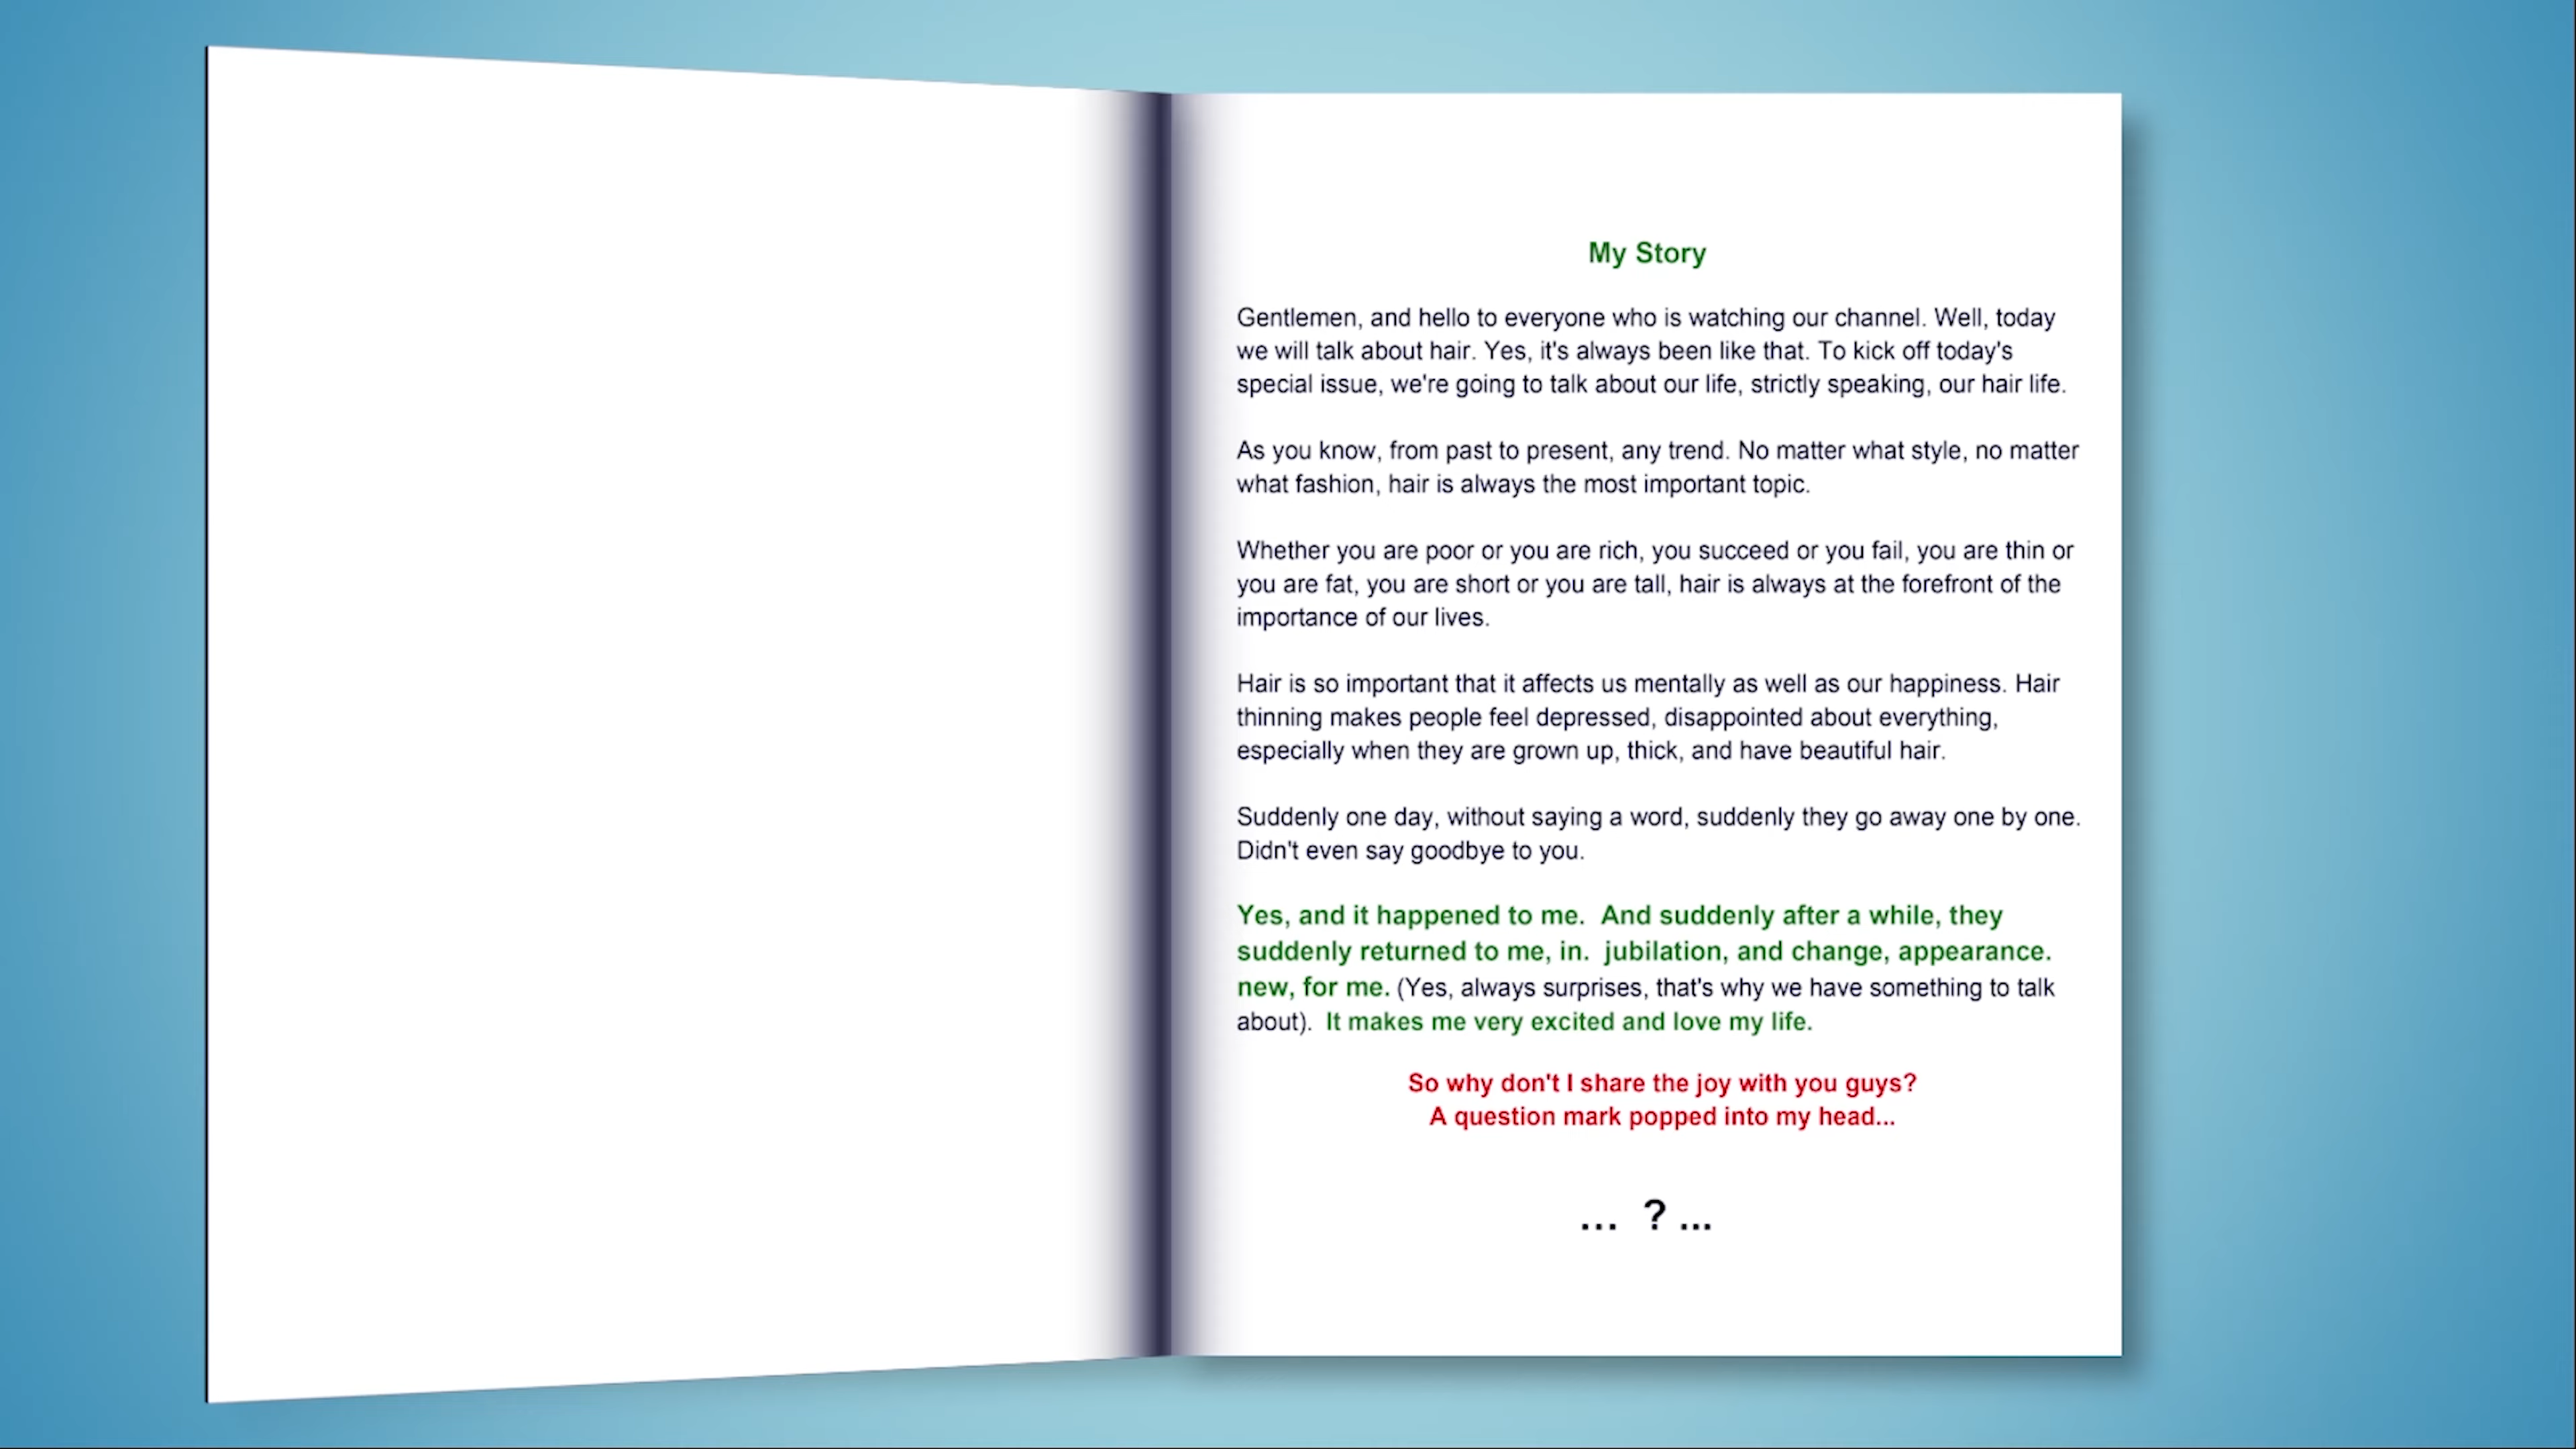 My Story
Gentlemen, and hello to everyone who is watching our channel. Well, today
we will talk about hair. Yes, it's always been like that. To kick off today's
special issue, we're going to talk about our life, strictly speaking, our hair life.
As you know, from past to present, any trend. No matter what style, no matter
what fashion, hair is always the most important topic.
Whether you are poor or you are rich, you succeed or you fail, you are thin or
you are fat, you are short or you are tall, hair is always at the forefront of the
importance of our lives.
Hair is so important that it affects us mentally as well as our happiness. Hair
thinning makes people feel depressed, disappointed about everything,
especially when they are grown up, thick, and have beautiful hair.
Suddenly one day, without saying a word, suddenly they go away one by one.
Didn't even say goodbye to you.
Yes, and it happened to me.  And suddenly after a while, they
suddenly returned to me, in.  jubilation, and change, appearance.
new, for me. (Yes, always surprises, that's why we have something to talk
about).  It makes me very excited and love my life.
So why don't I share the joy with you guys?
A question mark popped into my head...
...  ? ...